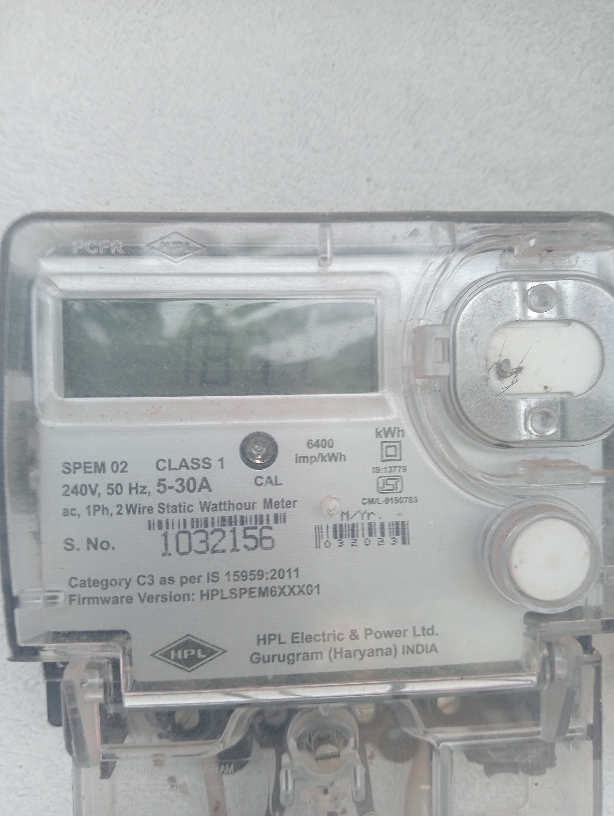 PCFR
SPEM 02 CLASS 1
CAL
6400
imp/kWh
kWh
IS:13779
ISI
CM/L-9190783
240V, 50 Hz, 5-30A
ac, 1Ph, 2 Wire Static Watthour Meter
S. No. 1032156
M/Yr. -
032023
Category C3 as per IS 15959:2011
Firmware Version: HPLSPEM6XXX01
HPL
HPL Electric & Power Ltd.
Gurugram (Haryana) INDIA